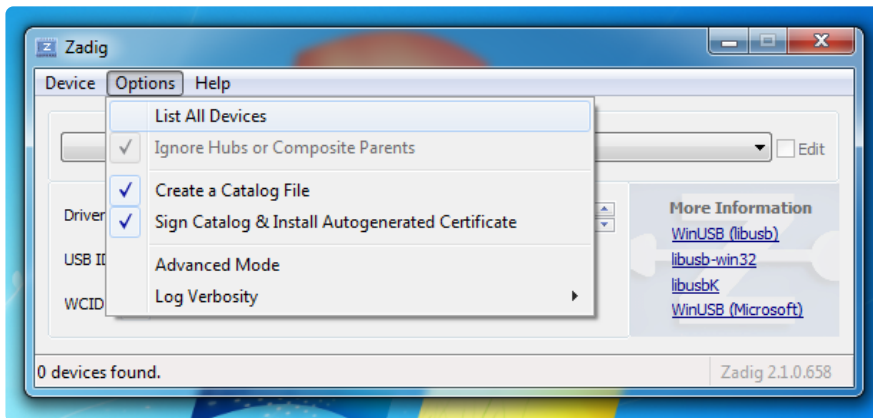 Zadig
Device Options Help
List All Devices
Ignore Hubs or Composite Parents
Edit
Create a Catalog File
Sign Catalog & Install Autogenerated Certificate
Advanced Mode
Log Verbosity
Driver
USB ID
WCID
More Information
WinUSB (libusb)
libusb-win32
libusbK
WinUSB (Microsoft)
0 devices found.
Zadig 2.1.0.658